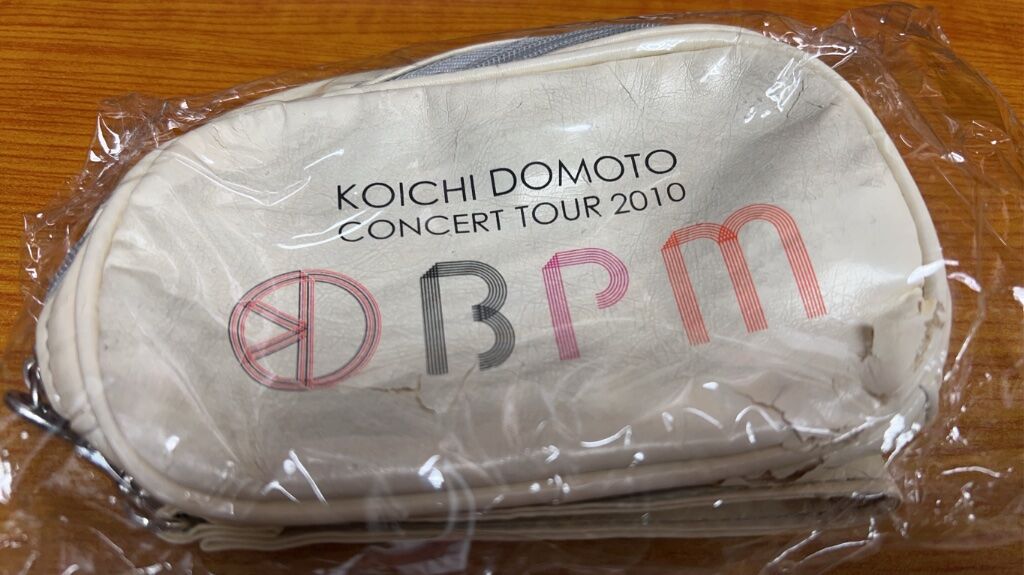 KOICHI DOMOTO
CONCERT TOUR 2010
BPM